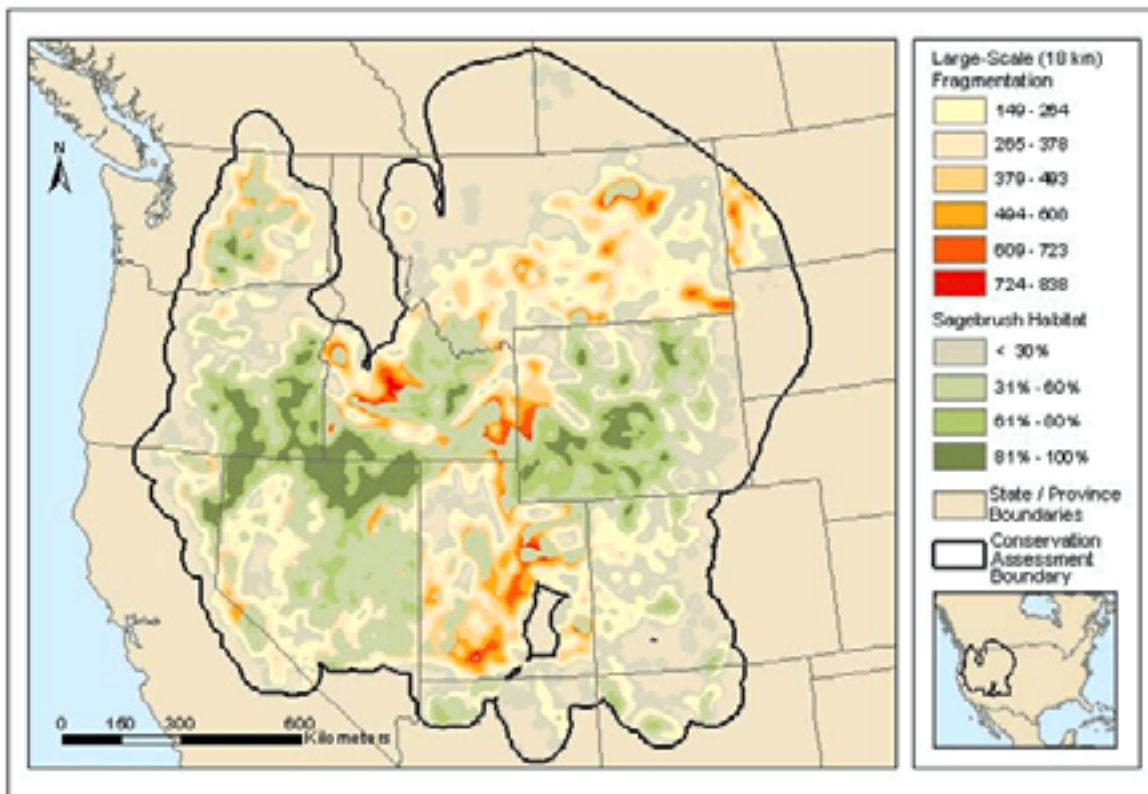 Large-Scale (18 km)
Fragmentation
149 - 264
265 - 378
379 - 493
494 - 608
609 - 723
724 - 838
Sagebrush Habitat
< 30%
31% - 60%
61% - 80%
81% - 100%
State / Province
Boundaries
Conservation
Assessment
Boundary
N
0 150 300 600
Kilometers